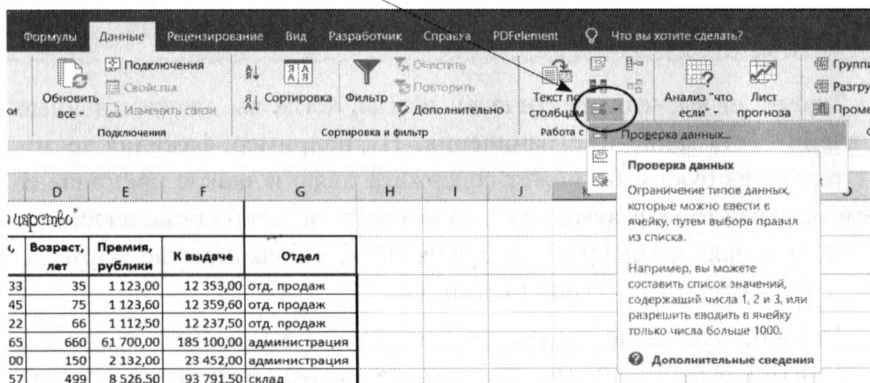 Формулы Данные Рецензирование Вид Разработчик Справка PDFelement Что вы хотите сделать?
Подключения
Свойства
Изменить связи
Обновить
все
Подключения
Сортировка
Фильтр
Очистить
Повторить
Дополнительно
Сортировка и фильтр
Текст по
столбцам
Работа с
Анализ "что
если"
Лист
прогноза
Группи
Разгру
Проме
Проверка данных...
Проверка данных
Ограничение типов данных,
которые можно ввести в
ячейку, путем выбора правил
из списка.
Например, вы можете
составить список значений,
содержащий числа 1, 2 и 3, или
разрешить вводить в ячейку
только числа больше 1000.
Дополнительные сведения
D E F G H I J K O
царство"
Возраст, лет Премия, рублики К выдаче Отдел
33 35 1 123,00 12 353,00 отд. продаж
45 75 1 123,60 12 359,60 отд. продаж
22 66 1 112,50 12 237,50 отд. продаж
65 660 61 700,00 185 100,00 администрация
00 150 2 132,00 23 452,00 администрация
57 499 8 526,50 93 791,50 склад